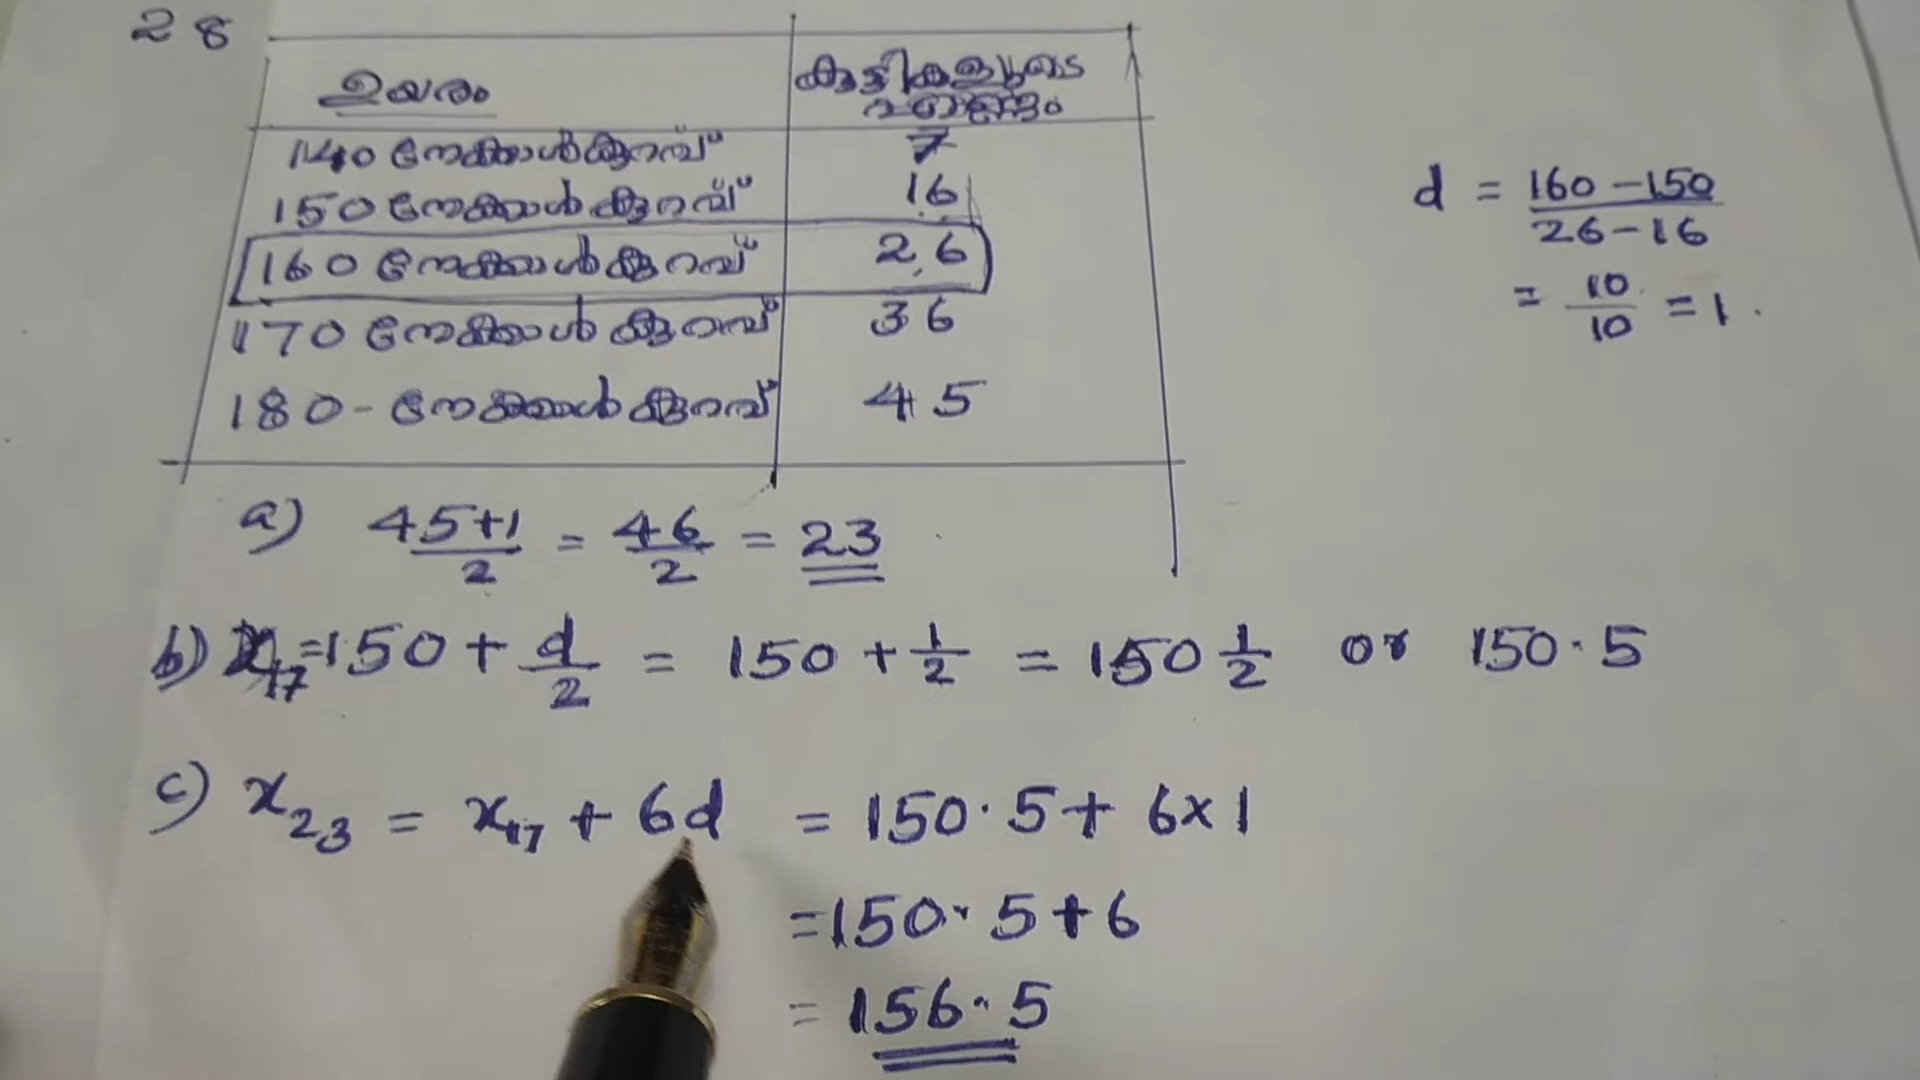 28
ഉയരം കുട്ടികളുടെ എണ്ണം
140 നേക്കാൾ കുറവ് 7
150 നേക്കാൾ കുറവ് 16
160 നേക്കാൾ കുറവ് 26
170 നേക്കാൾ കുറവ് 36
180 - നേക്കാൾ കുറവ് 45
d = 160 - 150 / 26 - 16
= 10 / 10 = 1 .
a) 45+1 / 2 = 46 / 2 = 23
b) x17 = 150 + d / 2 = 150 + 1/2 = 150 1/2 or 150.5
c) x23 = x17 + 6d = 150.5 + 6 x 1
= 150.5 + 6
= 156.5